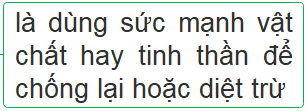 là dùng sức mạnh vật
chất hay tinh thần để
chống lại hoặc diệt trừ